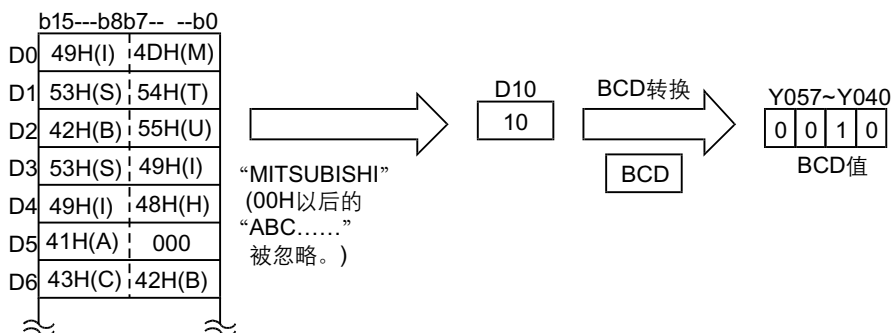 b15---b8b7-- --b0
D0 49H(I) 4DH(M)
D1 53H(S) 54H(T)
D2 42H(B) 55H(U)
D3 53H(S) 49H(I)
D4 49H(I) 48H(H)
D5 41H(A) 000
D6 43H(C) 42H(B)
“MITSUBISHI”
(00H以后的
“ABC……”
被忽略。)
D10
10
BCD转换
BCD
Y057~Y040
0 0 1 0
BCD值